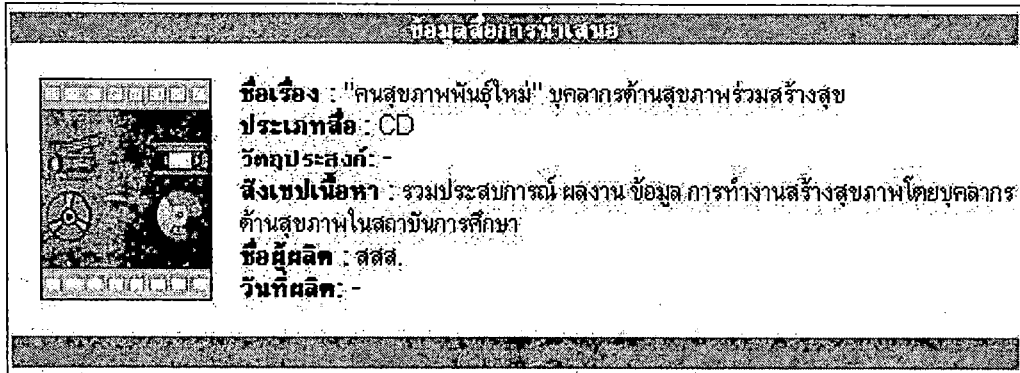 ข้อมูลสื่อการนำเสนอ
ชื่อเรื่อง : "คนสุขภาพพันธุ์ใหม่" บุคลากรด้านสุขภาพร่วมสร้างสุข
ประเภทสื่อ : CD
วัตถุประสงค์: -
สังเขปเนื้อหา : รวมประสบการณ์ ผลงาน ข้อมูล การทำงานสร้างสุขภาพโดยบุคลากร
ด้านสุขภาพในสถาบันการศึกษา
ชื่อผู้ผลิต : สสส.
วันที่ผลิต: -